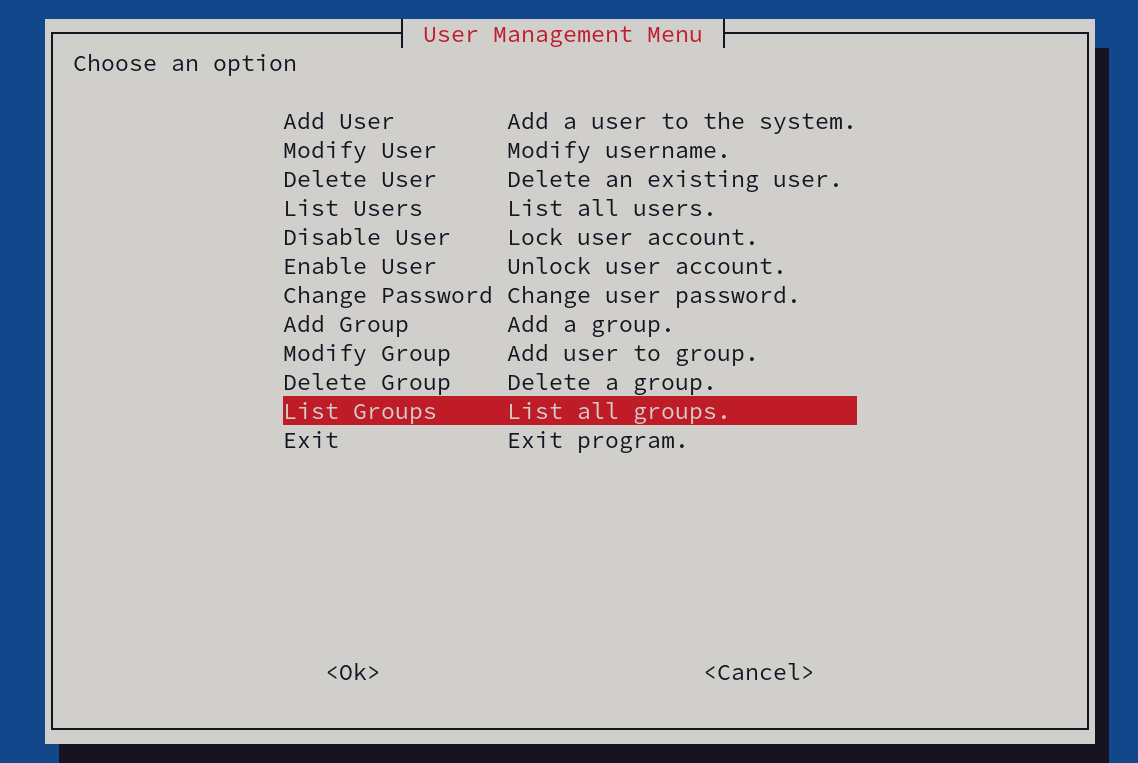 User Management Menu
Choose an option
Add User Add a user to the system.
Modify User Modify username.
Delete User Delete an existing user.
List Users List all users.
Disable User Lock user account.
Enable User Unlock user account.
Change Password Change user password.
Add Group Add a group.
Modify Group Add user to group.
Delete Group Delete a group.
List Groups List all groups.
Exit Exit program.
<Ok> <Cancel>